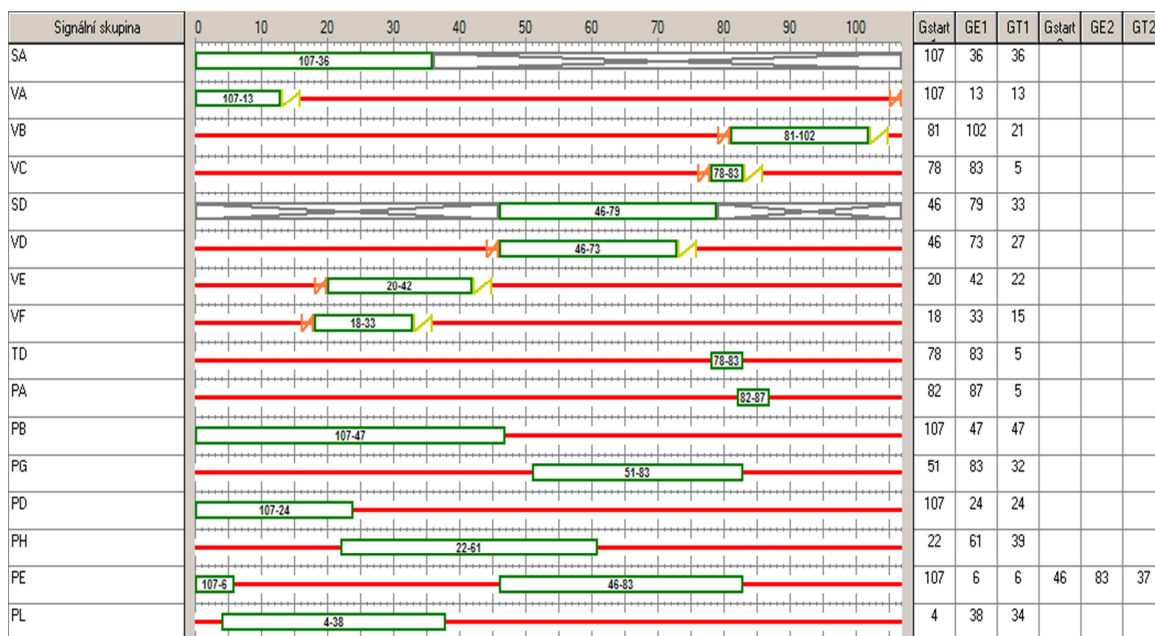 Signální skupina 0 10 20 30 40 50 60 70 80 90 100 Gstart GE1 GT1 Gstart GE2 GT2
SA 107-36 107 36 36
VA 107-13 107 13 13
VB 81-102 81 102 21
VC 78-83 78 83 5
SD 46-79 46 79 33
VD 46-73 46 73 27
VE 20-42 20 42 22
VF 18-33 18 33 15
TD 78-83 78 83 5
PA 82-87 82 87 5
PB 107-47 107 47 47
PG 51-83 51 83 32
PD 107-24 107 24 24
PH 22-61 22 61 39
PE 107-6 46-83 107 6 6 46 83 37
PL 4-38 4 38 34